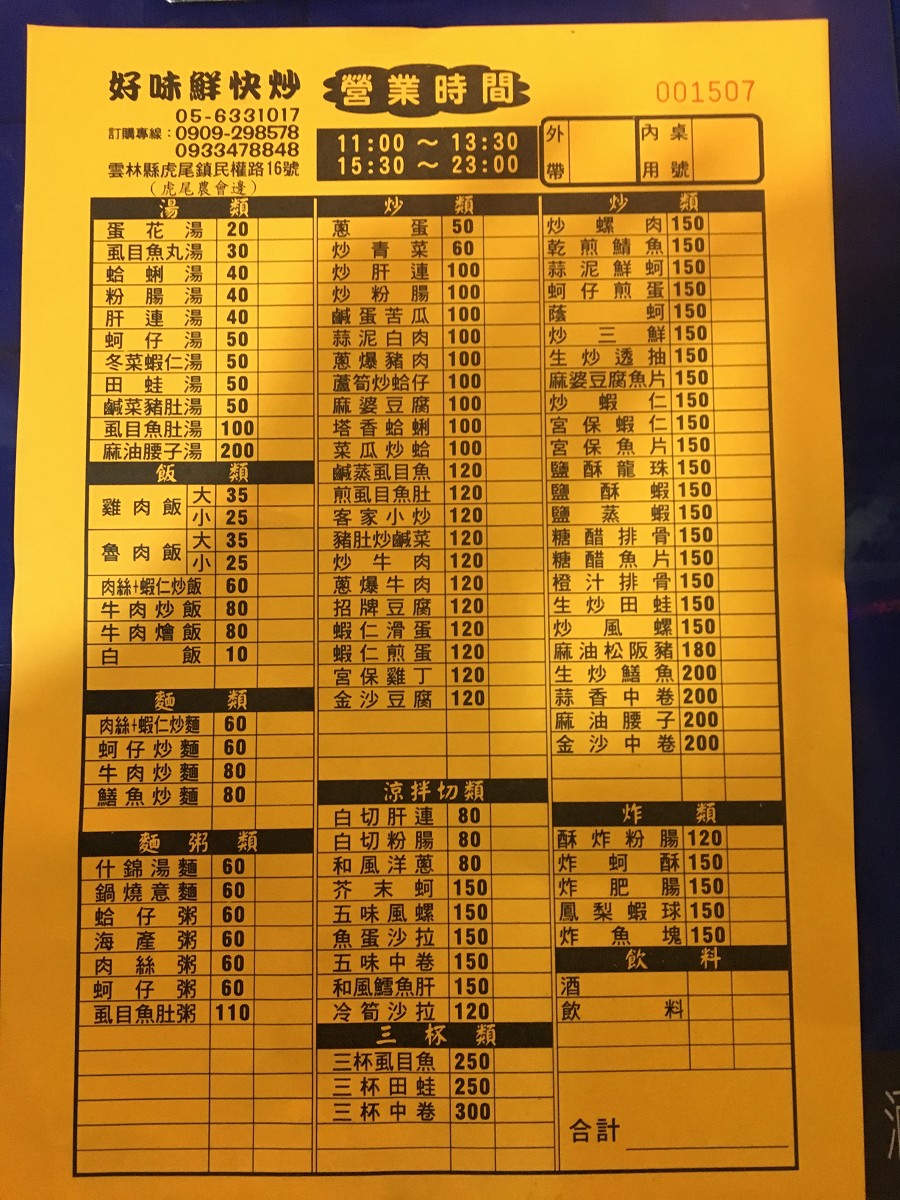 好味鮮快炒
營業時間
001507
05-6331017
訂購專線：0909-298578
0933478848
雲林縣虎尾鎮民權路16號
（虎尾農會邊）
11:00 ～ 13:30
15:30 ～ 23:00
外帶
內用
桌號
湯類
蛋花湯 20
虱目魚丸湯 30
蛤蜊湯 40
粉腸湯 40
肝連湯 40
蚵仔湯 50
冬菜蝦仁湯 50
田蛙湯 50
鹹菜豬肚湯 50
虱目魚肚湯 100
麻油腰子湯 200
飯類
雞肉飯 大 35
小 25
魯肉飯 大 35
小 25
肉絲+蝦仁炒飯 60
牛肉炒飯 80
牛肉燴飯 80
白飯 10
麵類
肉絲+蝦仁炒麵 60
蚵仔炒麵 60
牛肉炒麵 80
鱔魚炒麵 80
麵粥類
什錦湯麵 60
鍋燒意麵 60
蛤仔粥 60
海產粥 60
肉絲粥 60
蚵仔粥 60
虱目魚肚粥 110
炒類
蔥蛋 50
炒青菜 60
炒肝連 100
炒粉腸 100
鹹蛋苦瓜 100
蒜泥白肉 100
蔥爆豬肉 100
蘆筍炒蛤仔 100
麻婆豆腐 100
塔香蛤蜊 100
菜瓜炒蛤 100
鹹蒸虱目魚 120
煎虱目魚肚 120
客家小炒 120
豬肚炒鹹菜 120
炒牛肉 120
蔥爆牛肉 120
招牌豆腐 120
蝦仁滑蛋 120
蝦仁煎蛋 120
宮保雞丁 120
金沙豆腐 120
涼拌切類
白切肝連 80
白切粉腸 80
和風洋蔥 80
芥末蚵 150
五味風螺 150
魚蛋沙拉 150
五味中卷 150
和風鱈魚肝 150
冷筍沙拉 120
三杯類
三杯虱目魚 250
三杯田蛙 250
三杯中卷 300
炒類
炒螺肉 150
乾煎鯖魚 150
蒜泥鮮蚵 150
蚵仔煎蛋 150
蔭蚵 150
炒三鮮 150
生炒透抽 150
麻婆豆腐魚片 150
炒蝦仁 150
宮保蝦仁 150
宮保魚片 150
鹽酥龍珠 150
鹽酥蝦 150
鹽蒸蝦 150
糖醋排骨 150
糖醋魚片 150
橙汁排骨 150
生炒田蛙 150
炒風螺 150
麻油松阪豬 180
生炒鱔魚 200
蒜香中卷 200
麻油腰子 200
金沙中卷 200
炸類
酥炸粉腸 120
炸蚵酥 150
炸肥腸 150
鳳梨蝦球 150
炸魚塊 150
飲料
酒
飲料
合計